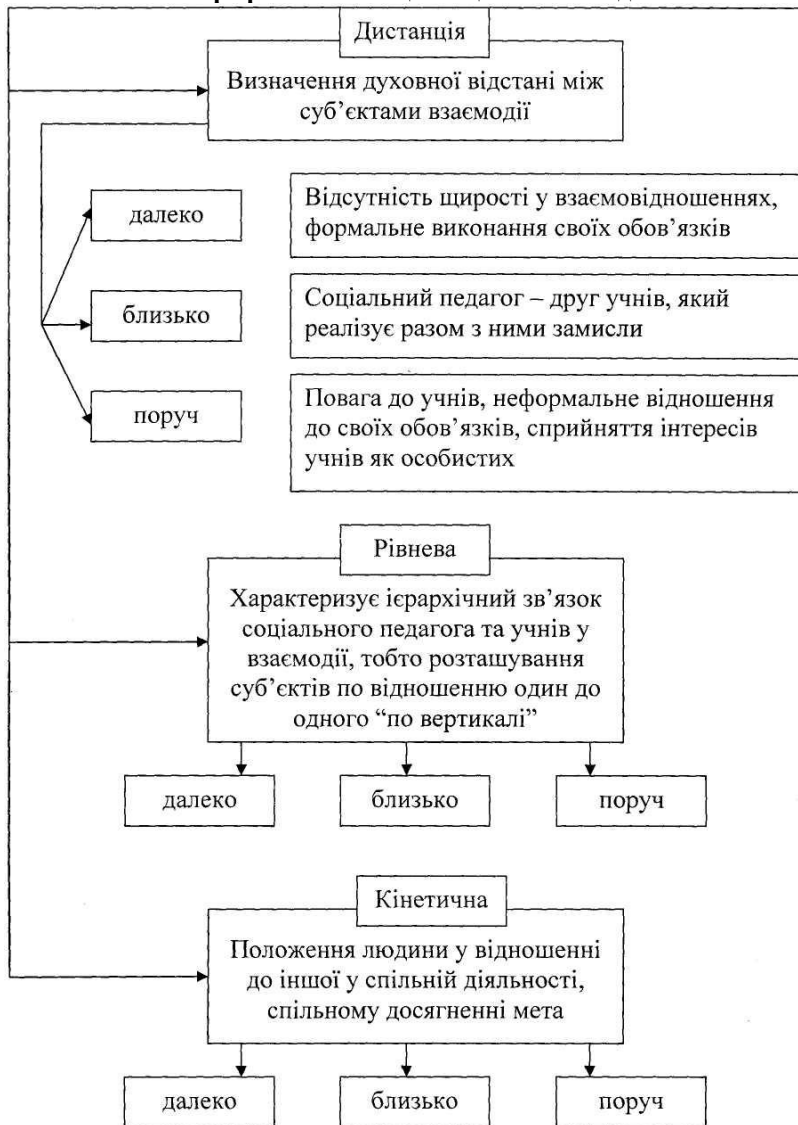 Дистанція
Визначення духовної відстані між
суб’єктами взаємодії
далеко
Відсутність щирості у взаємовідношеннях,
формальне виконання своїх обов’язків
близько
Соціальний педагог – друг учнів, який
реалізує разом з ними замисли
поруч
Повага до учнів, неформальне відношення
до своїх обов’язків, сприйняття інтересів
учнів як особистих
Рівнева
Характеризує ієрархічний зв’язок
соціального педагога та учнів у
взаємодії, тобто розташування
суб’єктів по відношенню один до
одного “по вертикалі”
далеко близько поруч
Кінетична
Положення людини у відношенні
до іншої у спільній діяльності,
спільному досягненні мета
далеко близько поруч